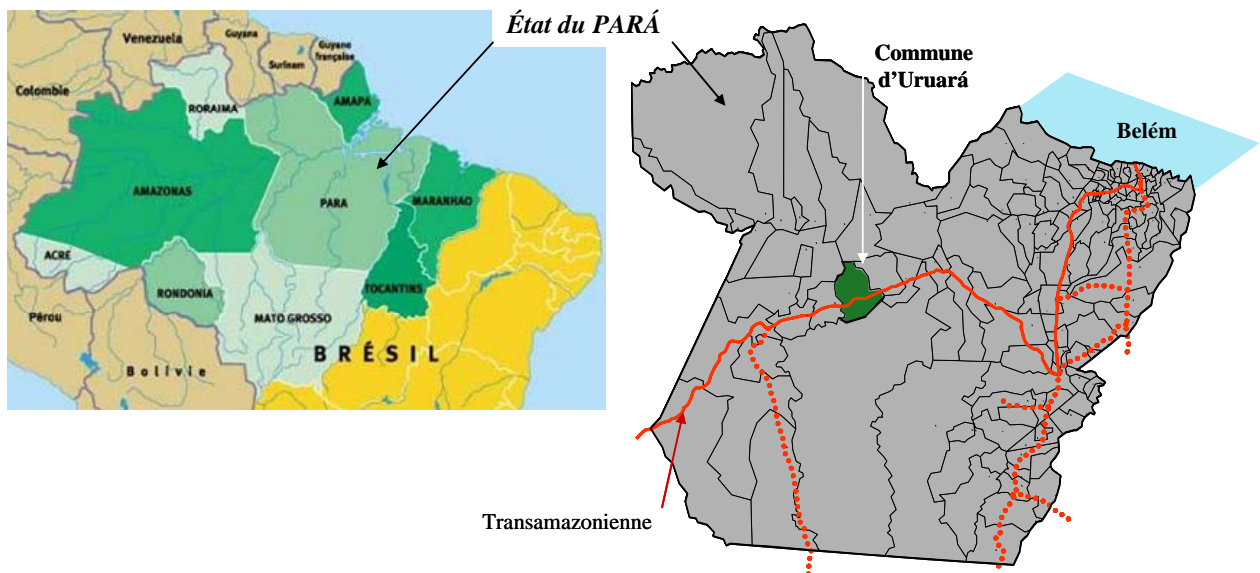 État du PARÁ
Venezuela
Guyana
Surinam
Guyane
française
Colombie
RORAIMA
AMAPA
AMAZONAS
PARA
MARANHAO
ACRE
RONDONIA
TOCANTINS
MATO GROSSO
Pérou
BRÉSIL
Bolivie
Commune
d'Uruará
Belém
Transamazonienne